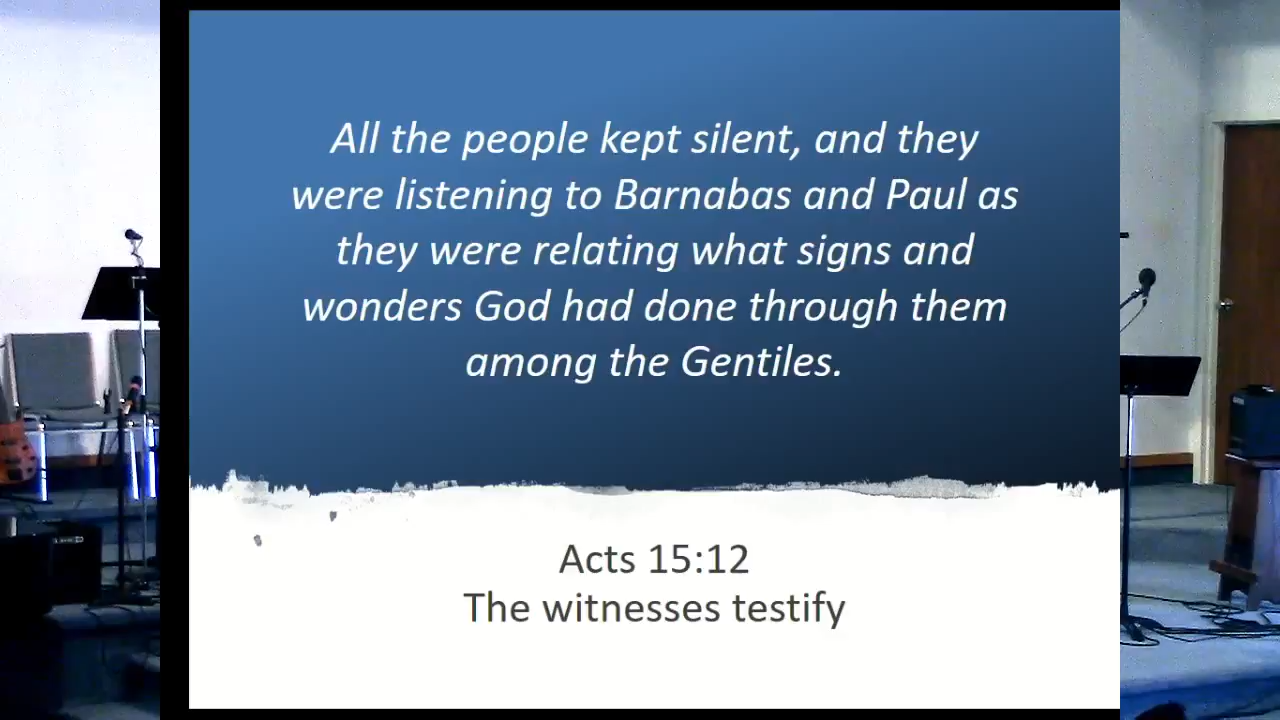 All the people kept silent, and they
were listening to Barnabas and Paul as
they were relating what signs and
wonders God had done through them
among the Gentiles.
Acts 15:12
The witnesses testify